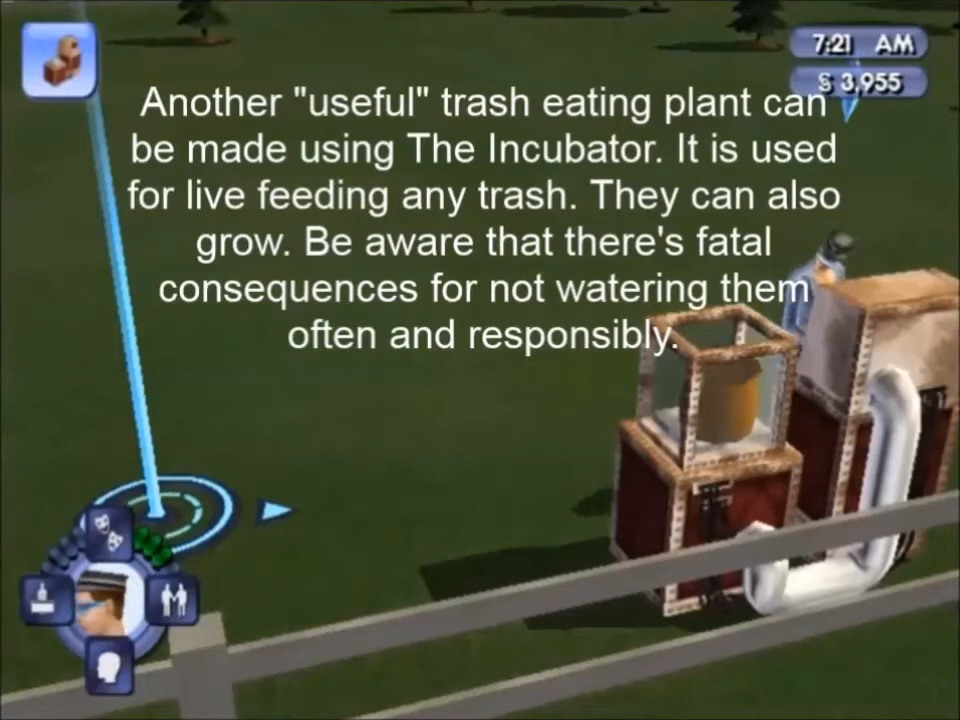 7:21 AM
§ 3,955
Another "useful" trash eating plant can
be made using The Incubator. It is used
for live feeding any trash. They can also
grow. Be aware that there's fatal
consequences for not watering them
often and responsibly.